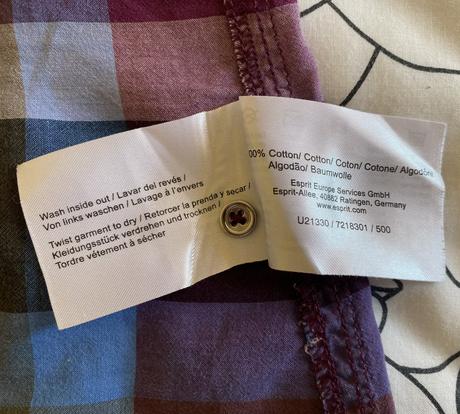 Wash inside out / Lavar del revés /
Von links waschen / Lavage à l'envers
Twist garment to dry / Retorcer la prenda y secar /
Kleidungsstück verdrehen und trocknen /
Tordre vêtement à sécher
00% Cotton/ Cotton/ Coton/ Cotone/ Algodón/
Algodão/ Baumwolle
Esprit Europe Services GmbH
Esprit-Allee, 40882 Ratingen, Germany
www.esprit.com
U21330 / 7218301 / 500